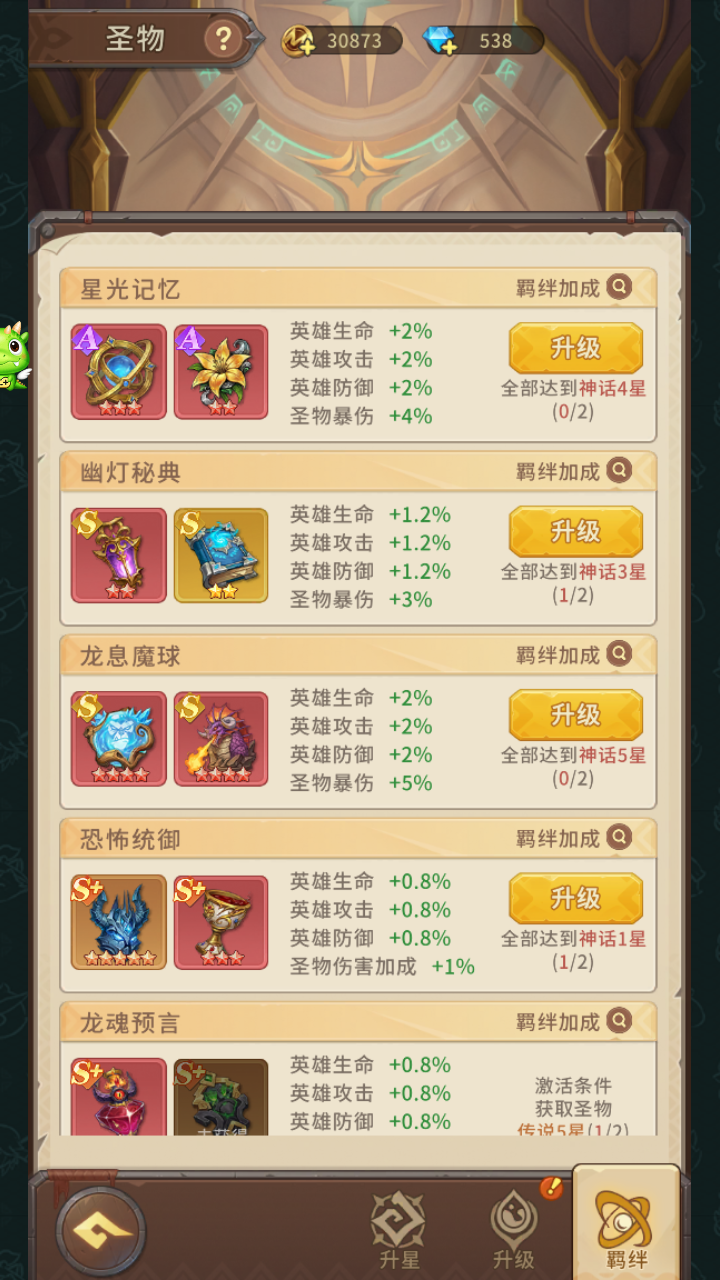 圣物 ? 30873 538
星光记忆 羁绊加成
A A
英雄生命 +2%
英雄攻击 +2%
英雄防御 +2%
圣物暴伤 +4%
升级
全部达到神话4星
(0/2)
幽灯秘典 羁绊加成
S S
英雄生命 +1.2%
英雄攻击 +1.2%
英雄防御 +1.2%
圣物暴伤 +3%
升级
全部达到神话3星
(1/2)
龙息魔球 羁绊加成
S S
英雄生命 +2%
英雄攻击 +2%
英雄防御 +2%
圣物暴伤 +5%
升级
全部达到神话5星
(0/2)
恐怖统御 羁绊加成
S+ S+
英雄生命 +0.8%
英雄攻击 +0.8%
英雄防御 +0.8%
圣物伤害加成 +1%
升级
全部达到神话1星
(1/2)
龙魂预言 羁绊加成
S+ S+
未获得
英雄生命 +0.8%
英雄攻击 +0.8%
英雄防御 +0.8%
激活条件
获取圣物
传说5星(1/2)
升星 升级 羁绊